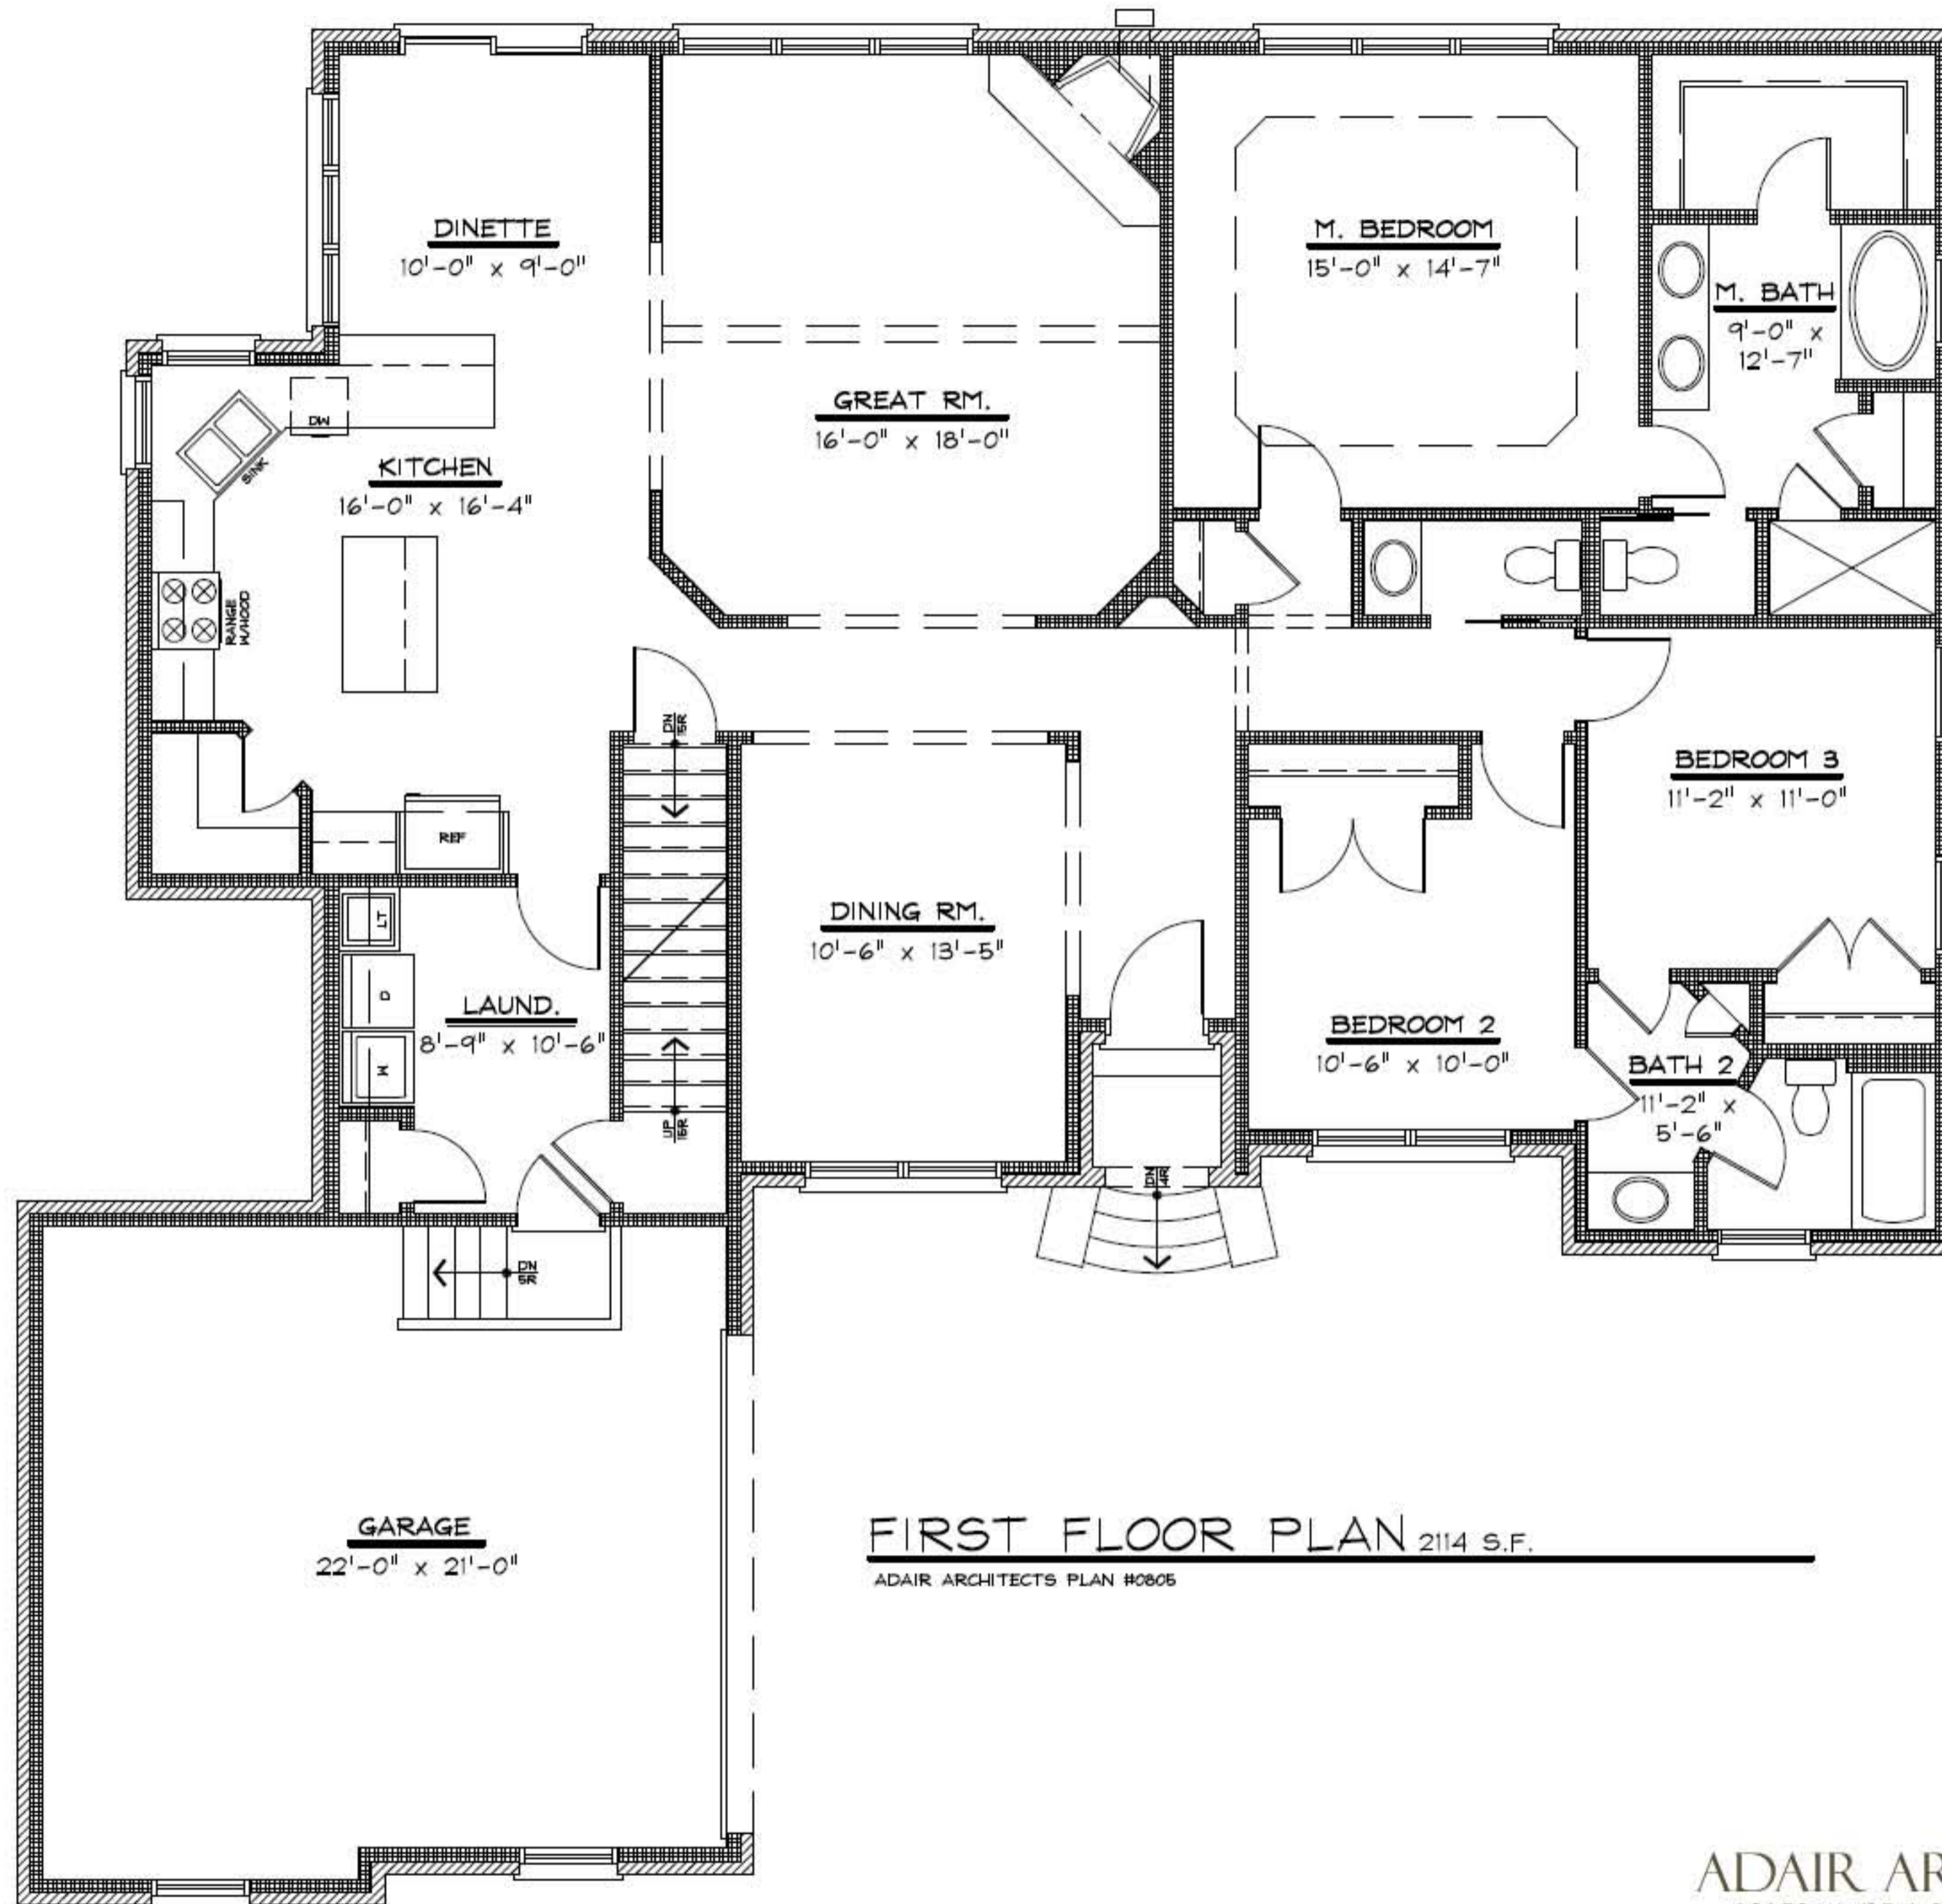 DINETTE
10'-0" x 9'-0"
M. BEDROOM
15'-0" x 14'-7"
M. BATH
9'-0" x
12'-7"
GREAT RM.
16'-0" x 18'-0"
DW
SINK
KITCHEN
16'-0" x 16'-4"
RANGE
W/HOOD
DN
15R
BEDROOM 3
11'-2" x 11'-0"
REF
DINING RM.
10'-6" x 13'-5"
LT
D
W
LAUND.
8'-9" x 10'-6"
BEDROOM 2
10'-6" x 10'-0"
BATH 2
11'-2" x
5'-6"
UP
15R
DN
4R
DN
5R
GARAGE
22'-0" x 21'-0"
FIRST FLOOR PLAN 2114 S.F.
ADAIR ARCHITECTS PLAN #0805
ADAIR AR